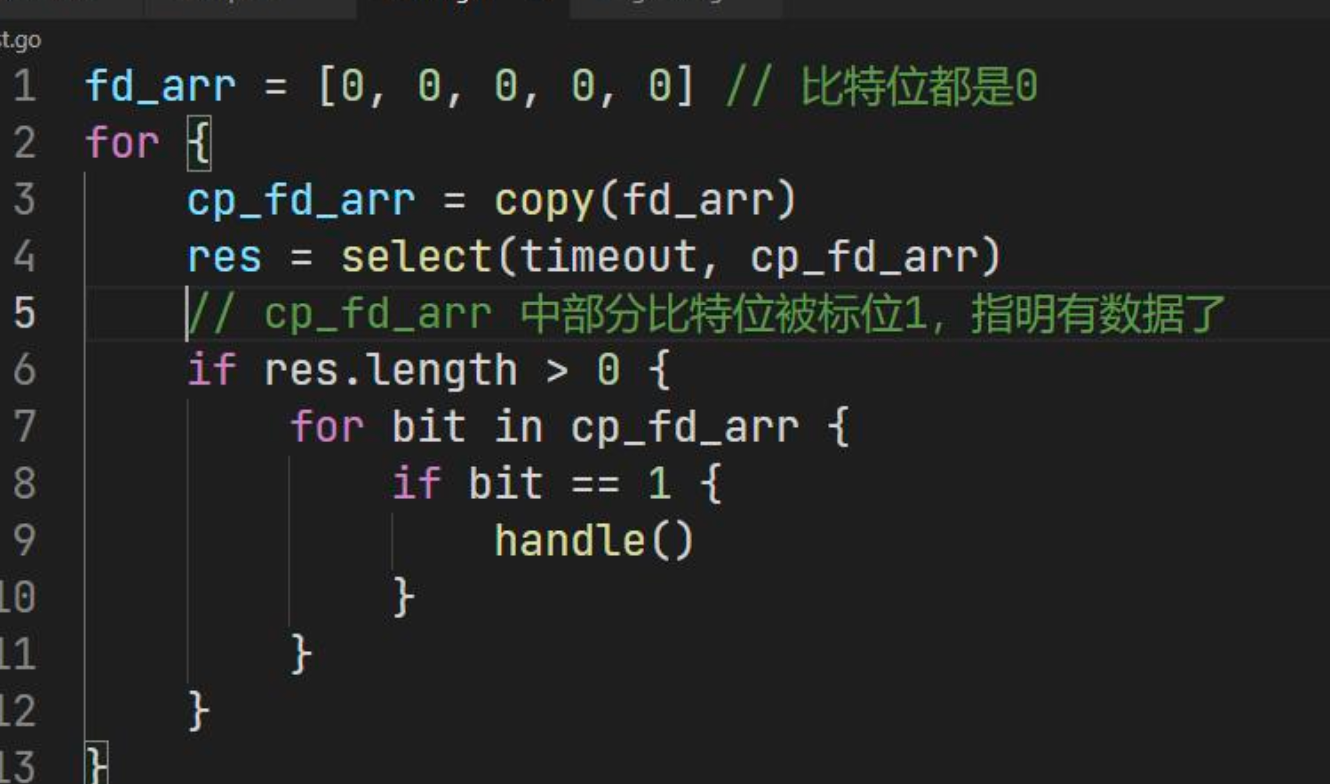 st.go
1 fd_arr = [0, 0, 0, 0, 0] // 比特位都是0
2 for {
3 cp_fd_arr = copy(fd_arr)
4 res = select(timeout, cp_fd_arr)
5 // cp_fd_arr 中部分比特位被标位1，指明有数据了
6 if res.length > 0 {
7 for bit in cp_fd_arr {
8 if bit == 1 {
9 handle()
10 }
11 }
12 }
13 }